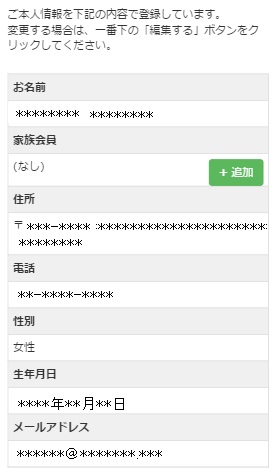 ご本人情報を下記の内容で登録しています。
変更する場合は、一番下の「編集する」ボタンをク
リックしてください。
お名前
******** ********
家族会員
(なし)
+ 追加
住所
〒***-**** :***********************
********
電話
**-****-****
性別
女性
主年月日
****年**月**日
メールアドレス
******@*******.***